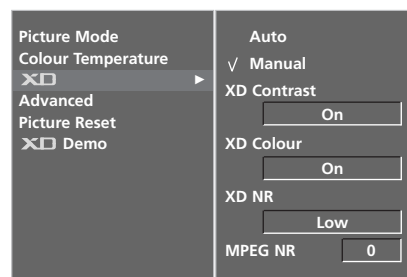 Picture Mode
Colour Temperature
XD
Advanced
Picture Reset
XD Demo
Auto
√ Manual
XD Contrast
On
XD Colour
On
XD NR
Low
MPEG NR 0